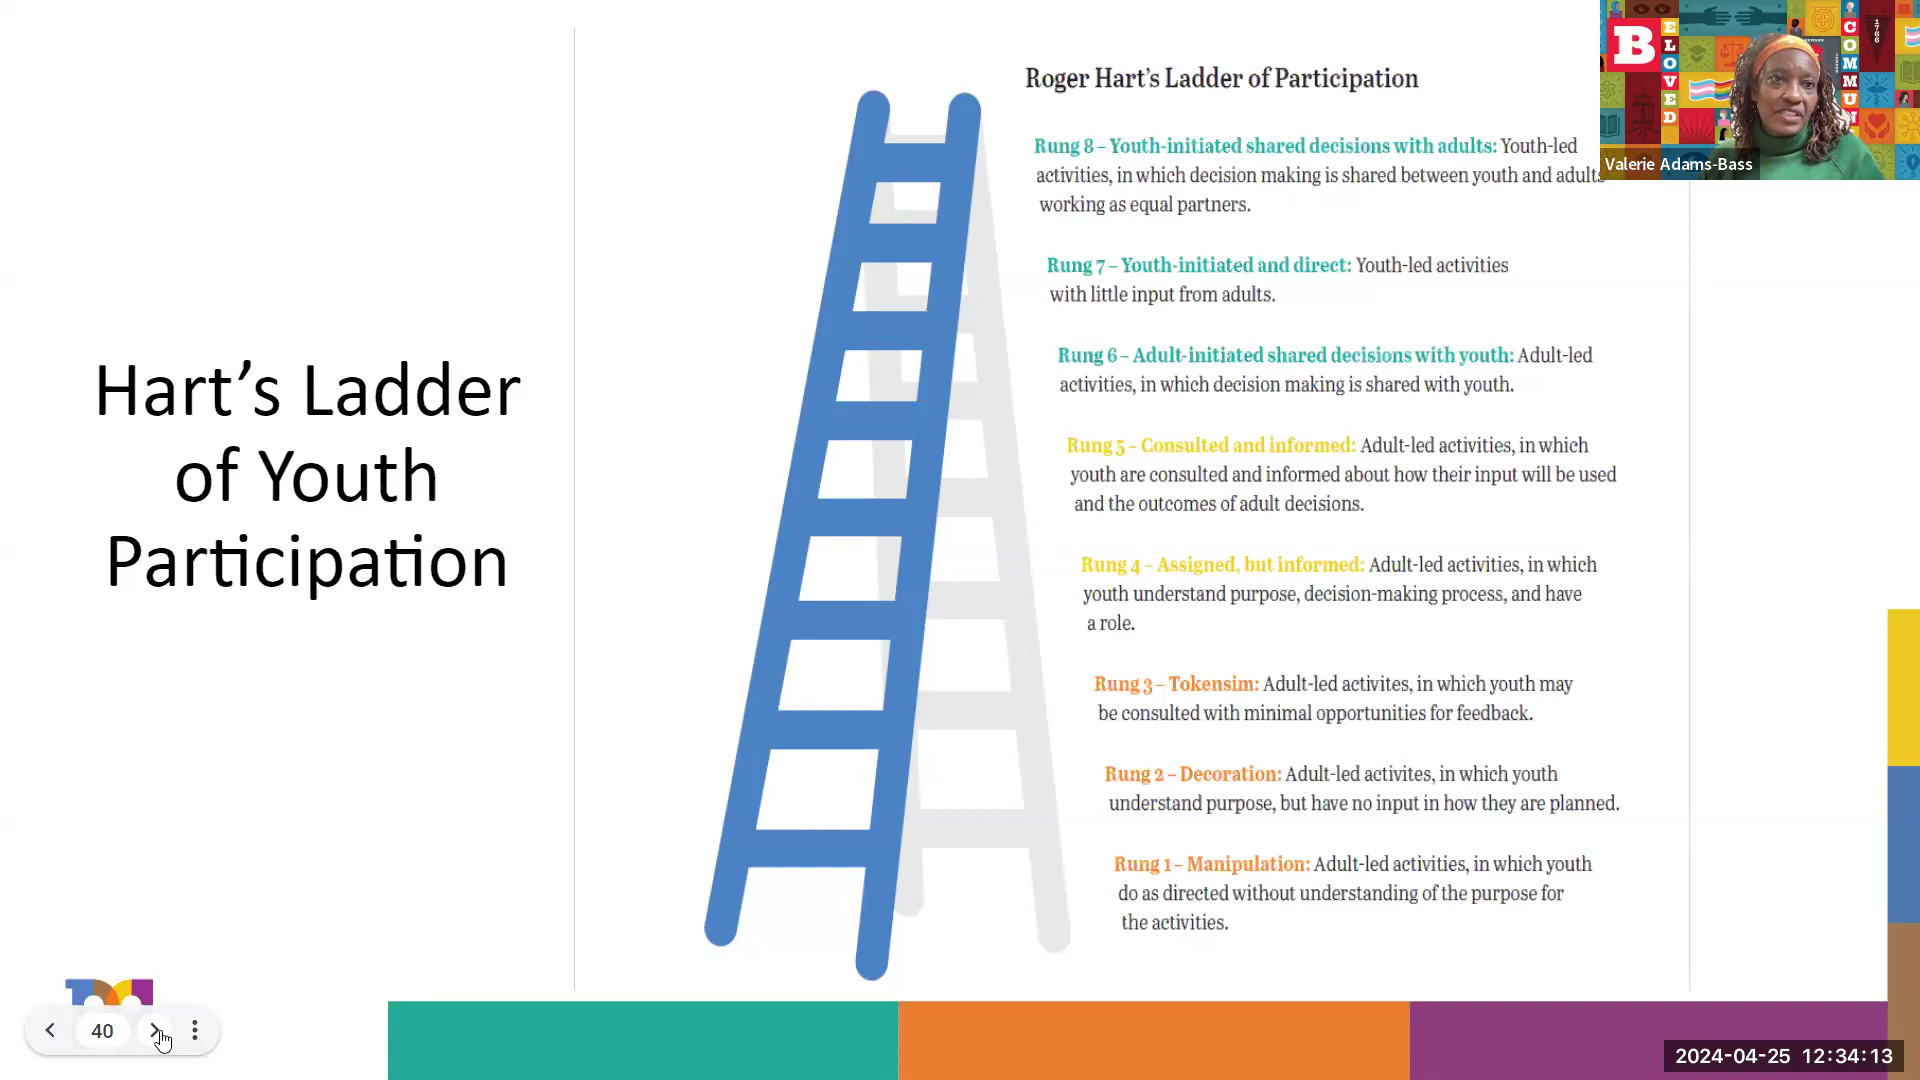 Hart’s Ladder
of Youth
Participation
Roger Hart’s Ladder of Participation
Rung 8 – Youth-initiated shared decisions with adults: Youth-led
activities, in which decision making is shared between youth and adults
working as equal partners.
Rung 7 – Youth-initiated and direct: Youth-led activities
with little input from adults.
Rung 6 – Adult-initiated shared decisions with youth: Adult-led
activities, in which decision making is shared with youth.
Rung 5 – Consulted and informed: Adult-led activities, in which
youth are consulted and informed about how their input will be used
and the outcomes of adult decisions.
Rung 4 – Assigned, but informed: Adult-led activities, in which
youth understand purpose, decision-making process, and have
a role.
Rung 3 – Tokensim: Adult-led activites, in which youth may
be consulted with minimal opportunities for feedback.
Rung 2 – Decoration: Adult-led activites, in which youth
understand purpose, but have no input in how they are planned.
Rung 1 – Manipulation: Adult-led activities, in which youth
do as directed without understanding of the purpose for
the activities.
BELOVED
COMMUN
1766
Valerie Adams-Bass
40
2024-04-25 12:34:13